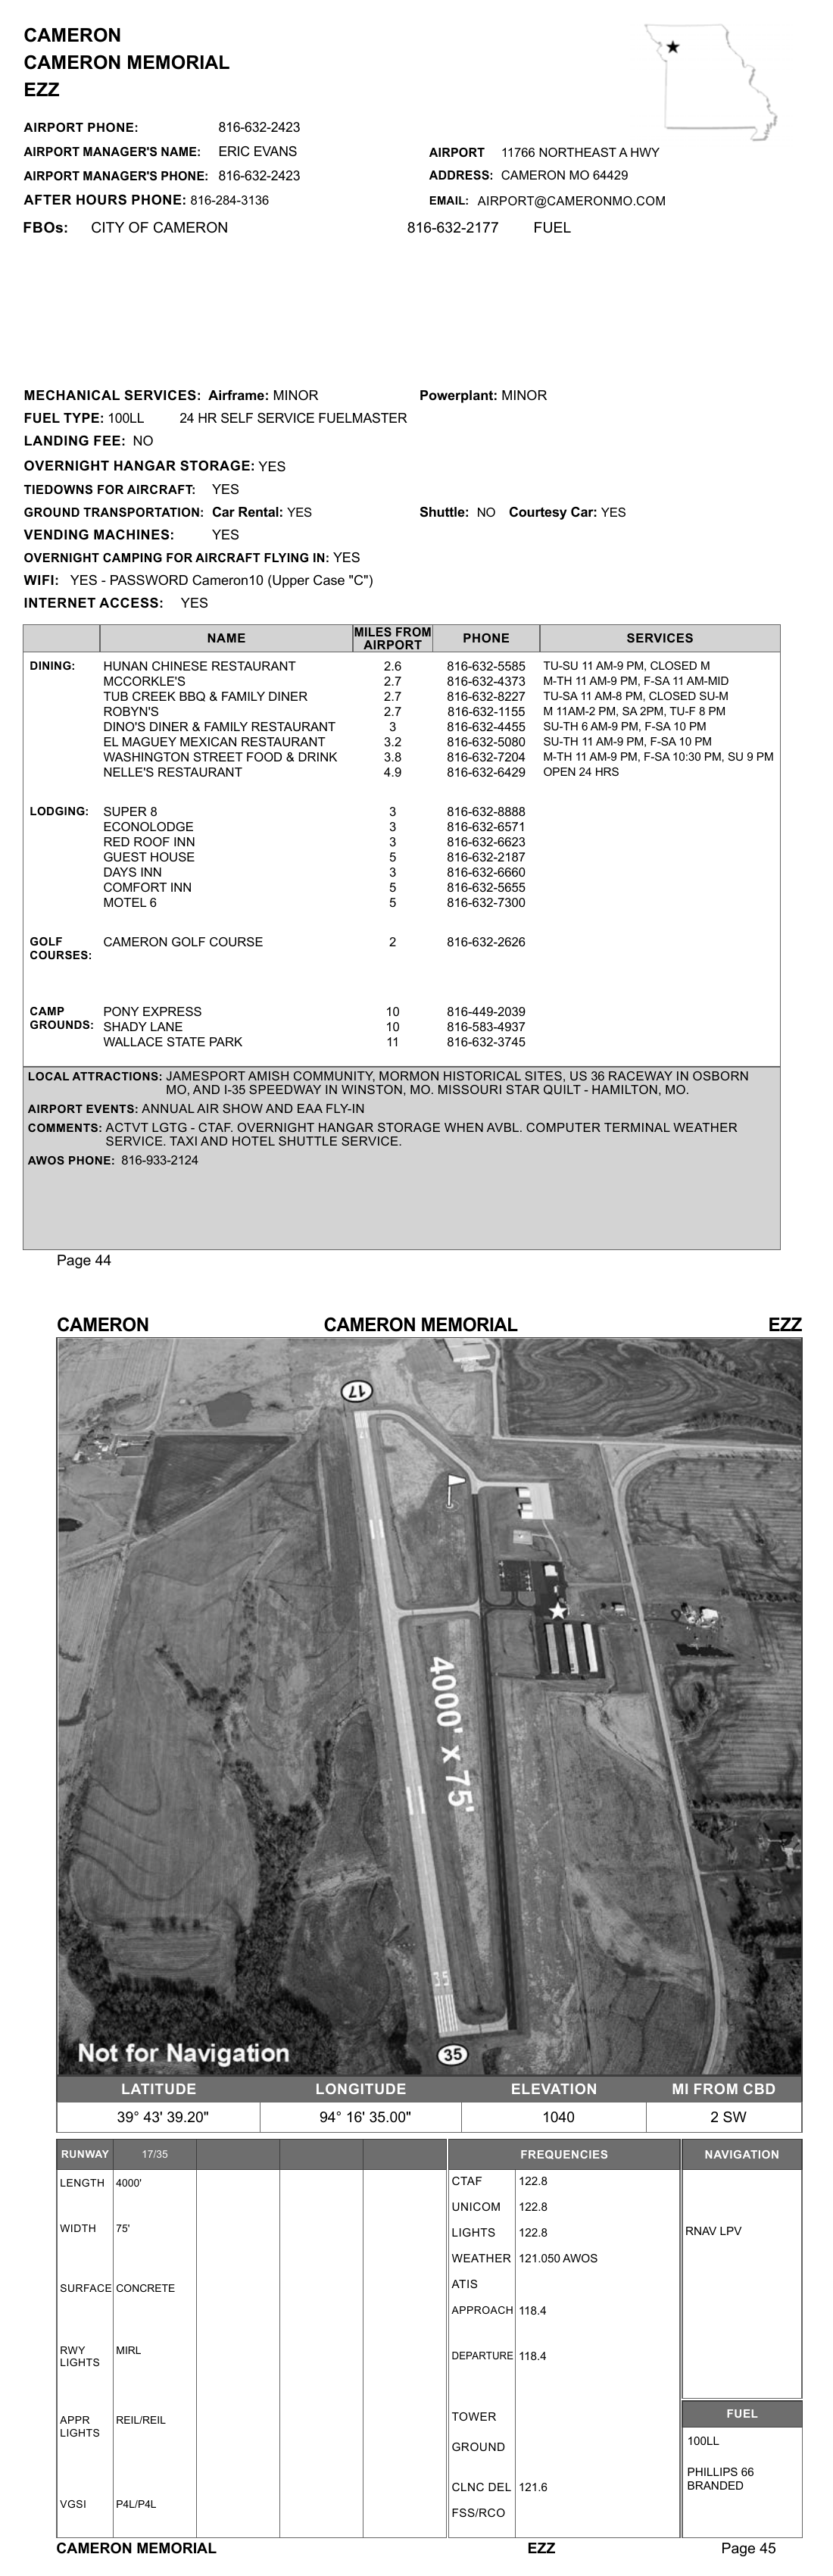 CAMERON
CAMERON MEMORIAL
EZZ
AIRPORT PHONE: 816-632-2423
AIRPORT MANAGER'S NAME: ERIC EVANS
AIRPORT 11766 NORTHEAST A HWY
AIRPORT MANAGER'S PHONE: 816-632-2423
ADDRESS: CAMERON MO 64429
AFTER HOURS PHONE: 816-284-3136
EMAIL: AIRPORT@CAMERONMO.COM
FBOs: CITY OF CAMERON 816-632-2177 FUEL
MECHANICAL SERVICES: Airframe: MINOR Powerplant: MINOR
FUEL TYPE: 100LL 24 HR SELF SERVICE FUELMASTER
LANDING FEE: NO
OVERNIGHT HANGAR STORAGE: YES
TIEDOWNS FOR AIRCRAFT: YES
GROUND TRANSPORTATION: Car Rental: YES Shuttle: NO Courtesy Car: YES
VENDING MACHINES: YES
OVERNIGHT CAMPING FOR AIRCRAFT FLYING IN: YES
WIFI: YES - PASSWORD Cameron10 (Upper Case "C")
INTERNET ACCESS: YES
NAME MILES FROM AIRPORT PHONE SERVICES
DINING: HUNAN CHINESE RESTAURANT 2.6 816-632-5585 TU-SU 11 AM-9 PM, CLOSED M
MCCORKLE'S 2.7 816-632-4373 M-TH 11 AM-9 PM, F-SA 11 AM-MID
TUB CREEK BBQ & FAMILY DINER 2.7 816-632-8227 TU-SA 11 AM-8 PM, CLOSED SU-M
ROBYN'S 2.7 816-632-1155 M 11AM-2 PM, SA 2PM, TU-F 8 PM
DINO'S DINER & FAMILY RESTAURANT 3 816-632-4455 SU-TH 6 AM-9 PM, F-SA 10 PM
EL MAGUEY MEXICAN RESTAURANT 3.2 816-632-5080 SU-TH 11 AM-9 PM, F-SA 10 PM
WASHINGTON STREET FOOD & DRINK 3.8 816-632-7204 M-TH 11 AM-9 PM, F-SA 10:30 PM, SU 9 PM
NELLE'S RESTAURANT 4.9 816-632-6429 OPEN 24 HRS
LODGING: SUPER 8 3 816-632-8888
ECONOLODGE 3 816-632-6571
RED ROOF INN 3 816-632-6623
GUEST HOUSE 5 816-632-2187
DAYS INN 3 816-632-6660
COMFORT INN 5 816-632-5655
MOTEL 6 5 816-632-7300
GOLF COURSES: CAMERON GOLF COURSE 2 816-632-2626
CAMP PONY EXPRESS 10 816-449-2039
GROUNDS: SHADY LANE 10 816-583-4937
WALLACE STATE PARK 11 816-632-3745
LOCAL ATTRACTIONS: JAMESPORT AMISH COMMUNITY, MORMON HISTORICAL SITES, US 36 RACEWAY IN OSBORN
MO, AND I-35 SPEEDWAY IN WINSTON, MO. MISSOURI STAR QUILT - HAMILTON, MO.
AIRPORT EVENTS: ANNUAL AIR SHOW AND EAA FLY-IN
COMMENTS: ACTVT LGTG - CTAF. OVERNIGHT HANGAR STORAGE WHEN AVBL. COMPUTER TERMINAL WEATHER
SERVICE. TAXI AND HOTEL SHUTTLE SERVICE.
AWOS PHONE: 816-933-2124
Page 44
CAMERON CAMERON MEMORIAL EZZ
17
4000' x 75'
35
Not for Navigation
35
LATITUDE LONGITUDE ELEVATION MI FROM CBD
39° 43' 39.20" 94° 16' 35.00" 1040 2 SW
RUNWAY 17/35
LENGTH 4000'
WIDTH 75'
SURFACE CONCRETE
RWY LIGHTS MIRL
APPR LIGHTS REIL/REIL
VGSI P4L/P4L
FREQUENCIES
CTAF 122.8
UNICOM 122.8
LIGHTS 122.8
WEATHER 121.050 AWOS
ATIS
APPROACH 118.4
DEPARTURE 118.4
TOWER
GROUND
CLNC DEL 121.6
FSS/RCO
NAVIGATION
RNAV LPV
FUEL
100LL
PHILLIPS 66
BRANDED
CAMERON MEMORIAL EZZ Page 45